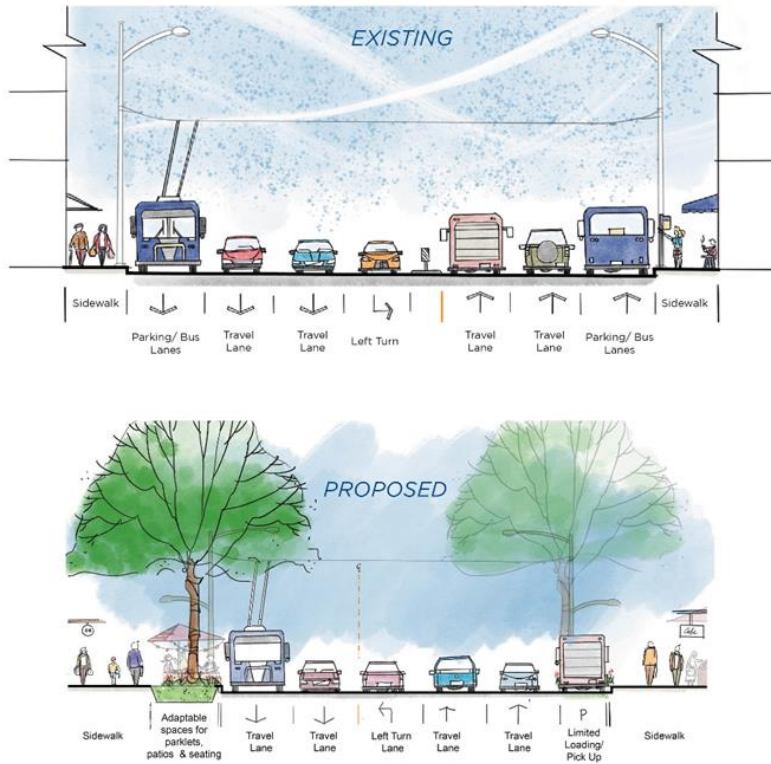 EXISTING
Sidewalk
Parking/ Bus
Lanes
Travel
Lane
Travel
Lane
Left Turn
Travel
Lane
Travel
Lane
Parking/ Bus
Lanes
Sidewalk
PROPOSED
Cafe
Sidewalk
Adaptable
spaces for
parklets,
patios & seating
Travel
Lane
Travel
Lane
Left Turn
Lane
Travel
Lane
Travel
Lane
P
Limited
Loading/
Pick Up
Sidewalk